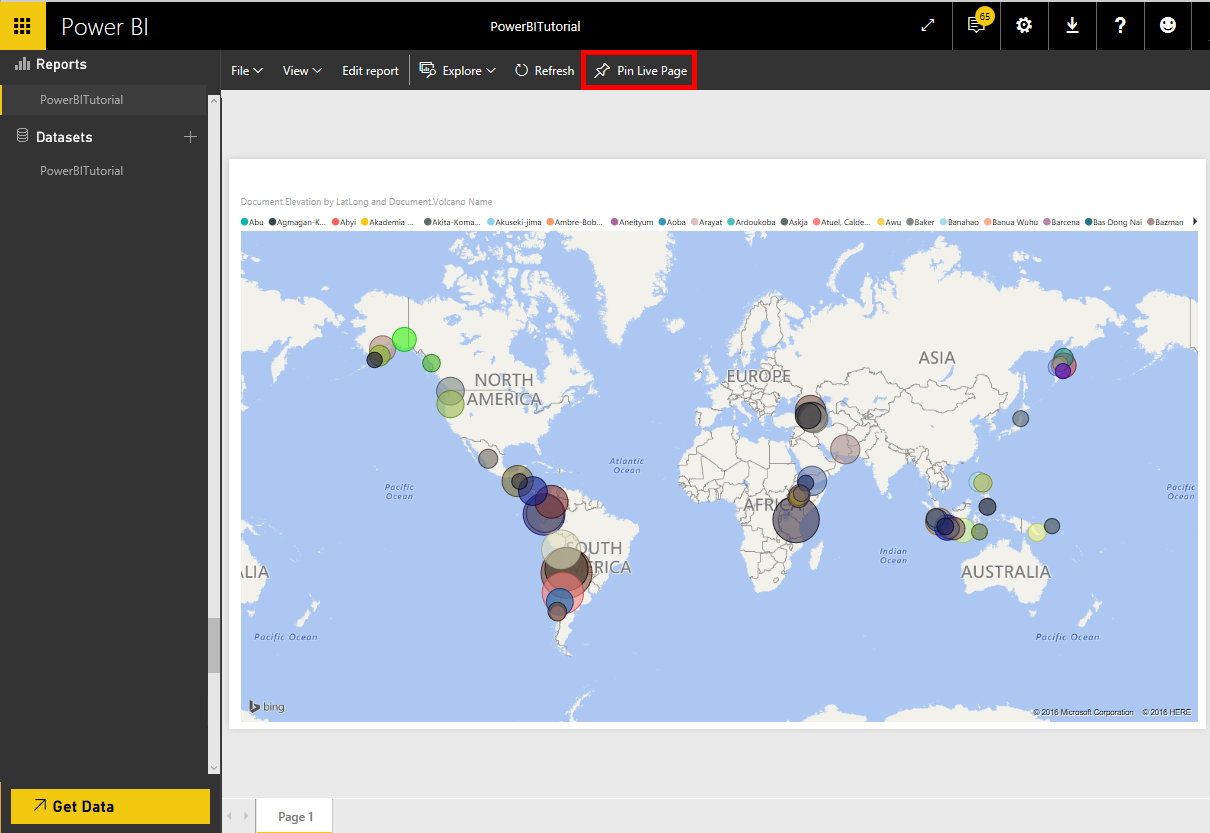 Power BI
PowerBITutorial
65
?
Reports
PowerBITutorial
Datasets
PowerBITutorial
Get Data
File View Edit report Explore Refresh Pin Live Page
Document.Elevation by LatLong and Document.Volcano Name
Abu Agmagan-K... Ahyi Akademia ... Akita-Koma... Akuseki-jima Ambre-Bob... Aneityum Aoba Arayat Ardoukoba Askja Atuel, Calde... Awu Baker Banahao Banua Wuhu Barcena Bas Dong Nai Bazman
ASIA
EUROPE
NORTH
AMERICA
Atlantic
Ocean
Pacific
Ocean
Pacific
Ocean
AFRICA
SOUTH
AMERICA
Indian
Ocean
LIA
AUSTRALIA
Pacific Ocean
Pacific Ocean
bing
© 2016 Microsoft Corporation © 2016 HERE
Page 1